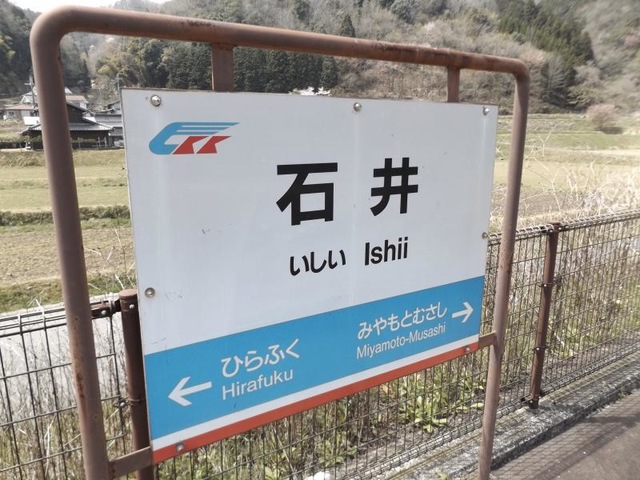 石井
いしい Ishii
← ひらふく
Hirafuku
みやもとむさし →
Miyamoto-Musashi